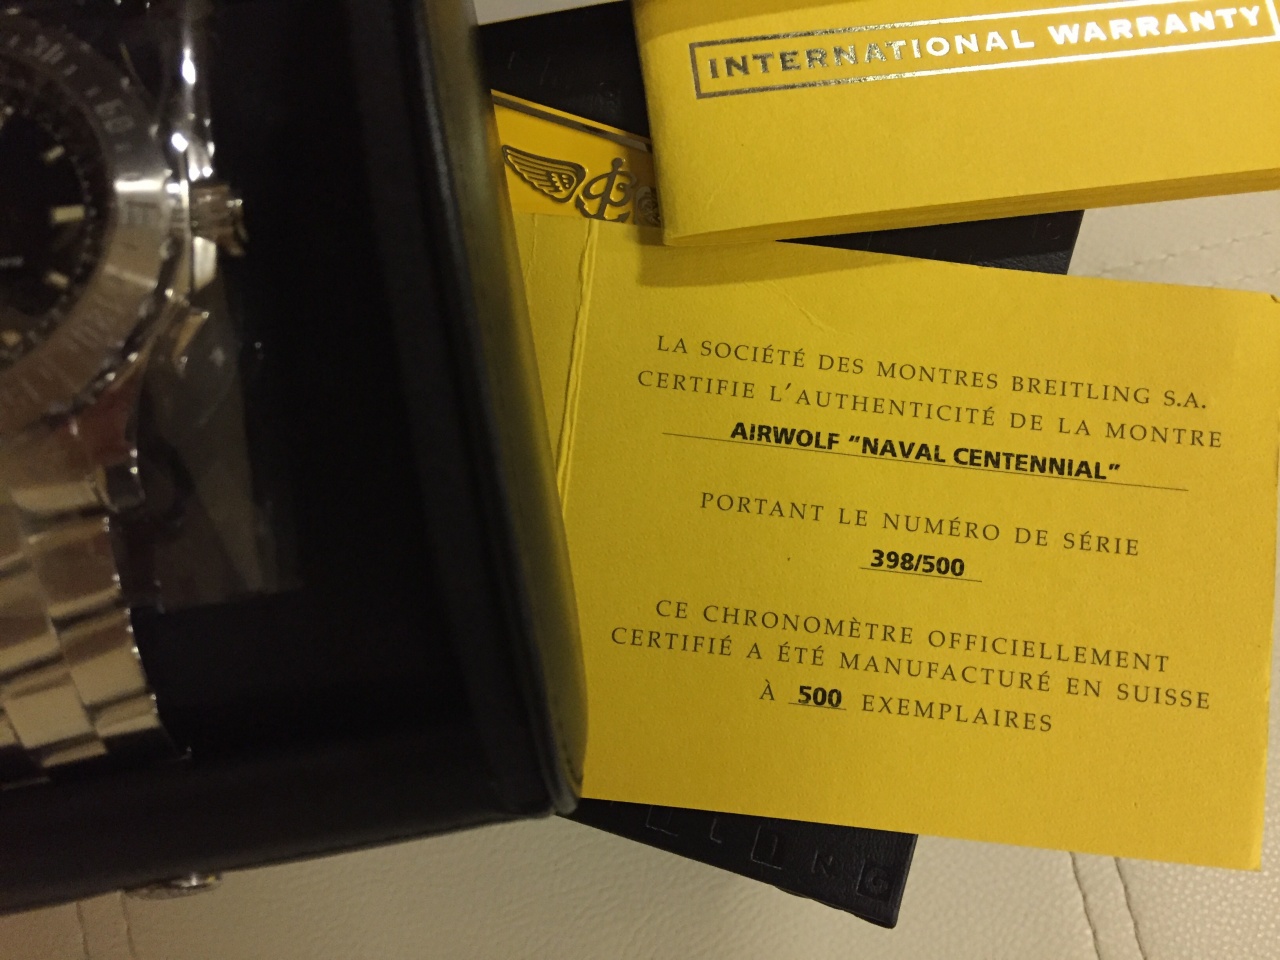 INTERNATIONAL WARRANTY
LA SOCIÉTÉ DES MONTRES BREITLING S.A.
CERTIFIE L'AUTHENTICITÉ DE LA MONTRE
AIRWOLF "NAVAL CENTENNIAL"
PORTANT LE NUMÉRO DE SÉRIE
398/500
CE CHRONOMÈTRE OFFICIELLEMENT
CERTIFIÉ A ÉTÉ MANUFACTURÉ EN SUISSE
À 500 EXEMPLAIRES